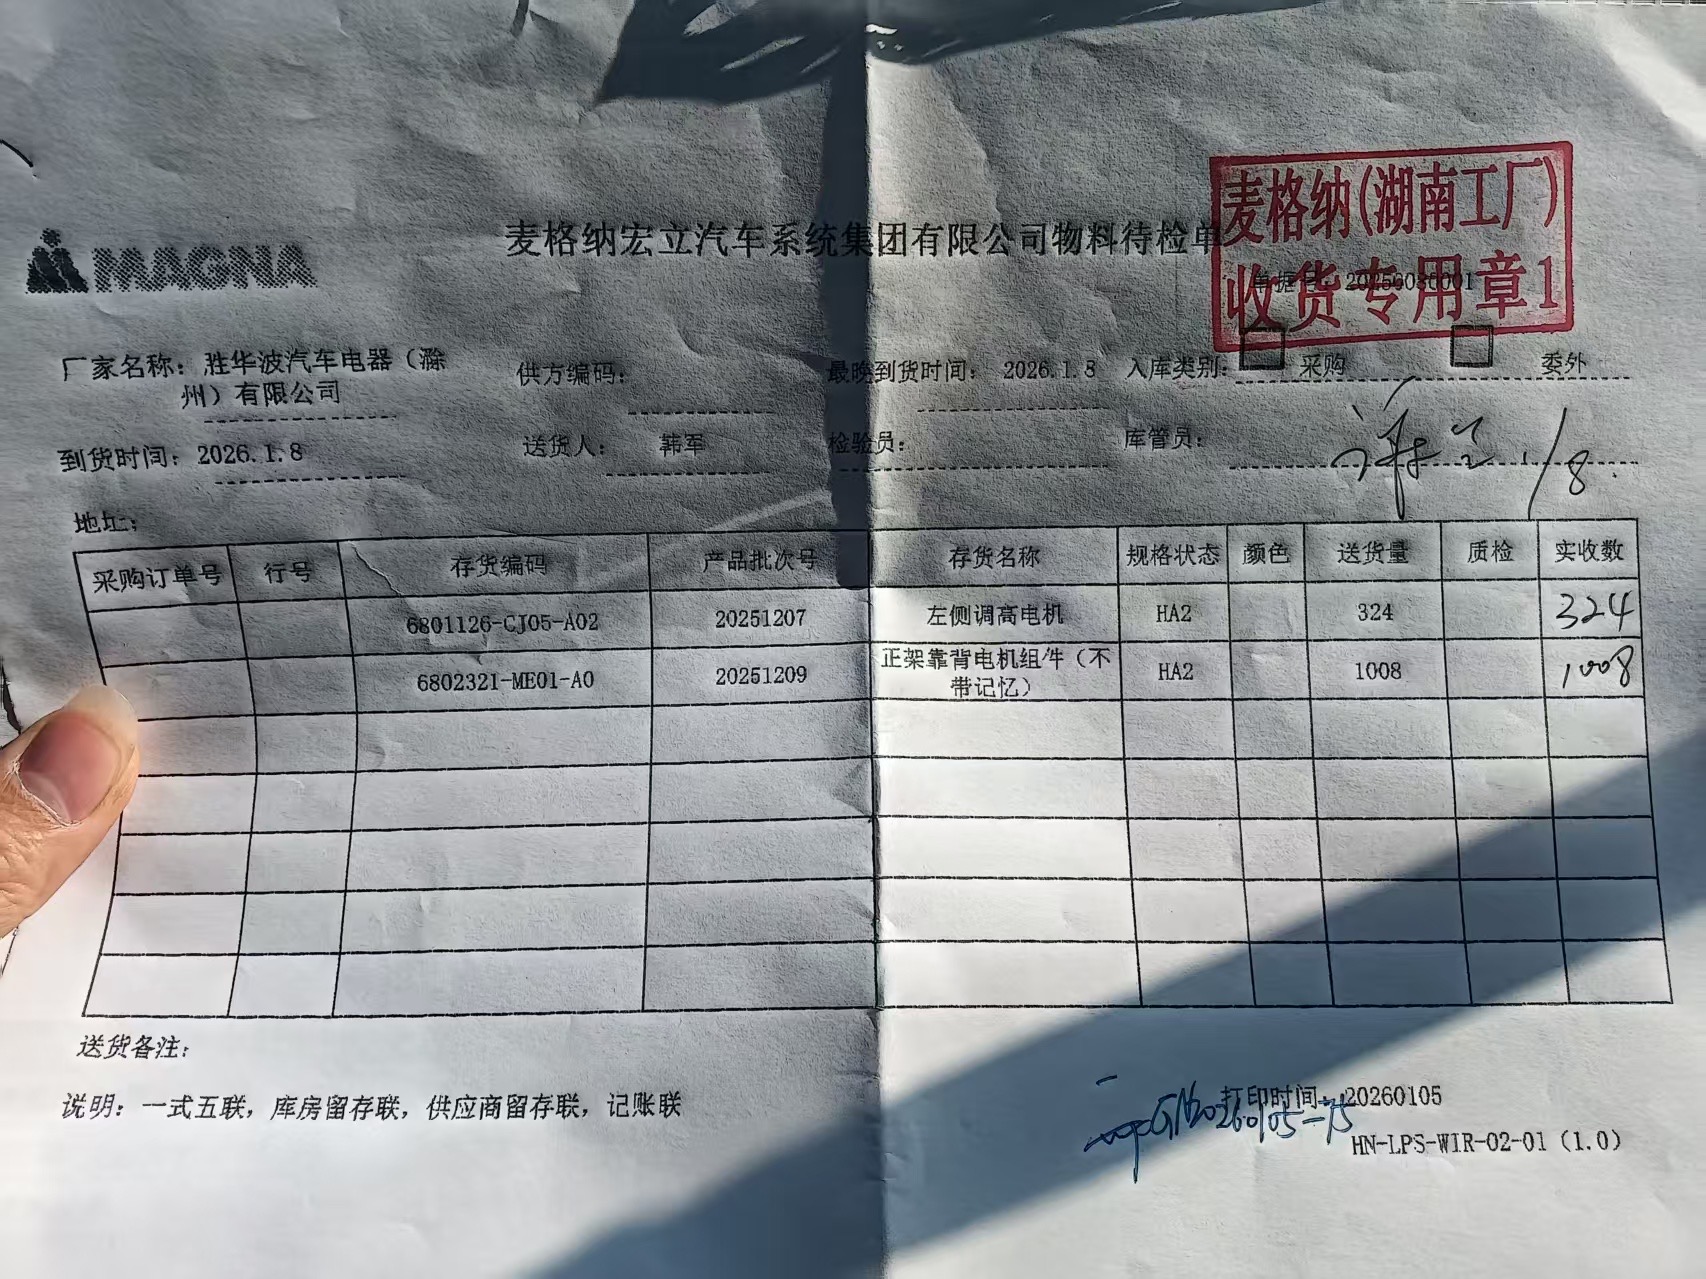 麦格纳(湖南工厂)
收货专用章1
MAGNA
麦格纳宏立汽车系统集团有限公司物料待检单
单据号：
厂家名称：胜华波汽车电器（滁州）有限公司
供方编码：
最晚到货时间：2026.1.8
入库类别：
采购
委外
到货时间：2026.1.8
送货人：韩军
检验员：
库管员：
1/8
地址：
采购订单号 行号 存货编码 产品批次号 存货名称 规格状态 颜色 送货量 质检 实收数
6801126-CJ05-A02 20251207 左侧调高电机 HA2 324 324
6802321-ME01-A0 20251209 正架靠背电机组件（不带记忆） HA2 1008 1008
送货备注：
说明：一式五联，库房留存联，供应商留存联，记账联
打印时间：20260105
HN-LPS-WIR-02-01（1.0）